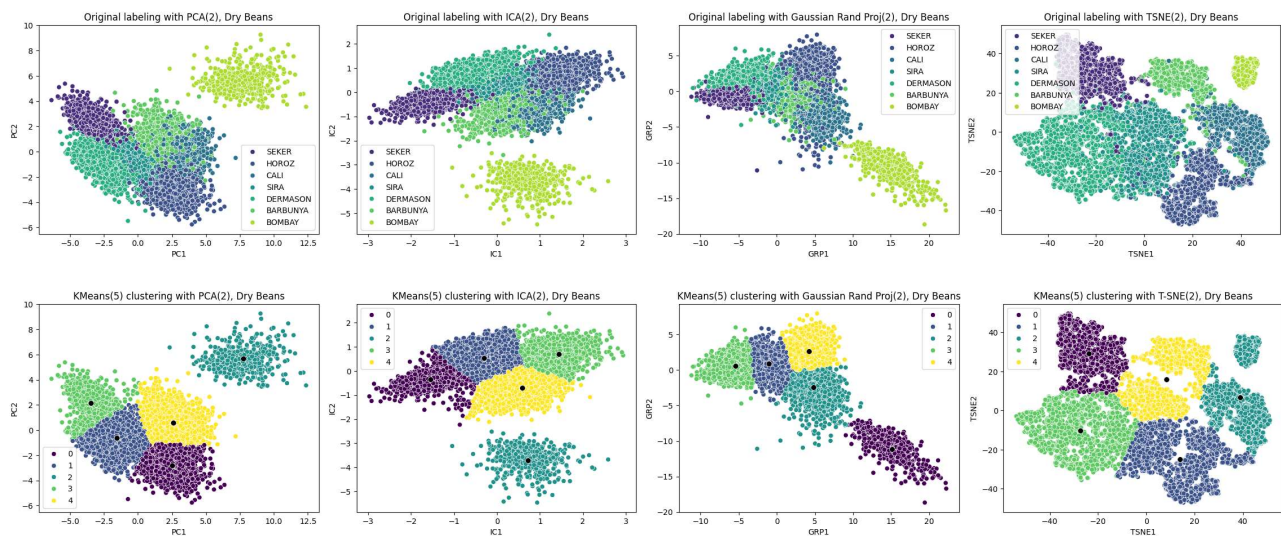 Original labeling with PCA(2), Dry Beans
10
8
6
4
2
0
−2
−4
−6
PC2
−5.0
−2.5
0.0
2.5
5.0
7.5
10.0
12.5
PC1
SEKER
HOROZ
CALI
SIRA
DERMASON
BARBUNYA
BOMBAY
Original labeling with ICA(2), Dry Beans
2
1
0
−1
−2
−3
−4
−5
IC2
−3
−2
−1
0
1
2
3
IC1
SEKER
HOROZ
CALI
SIRA
DERMASON
BARBUNYA
BOMBAY
Original labeling with Gaussian Rand Proj(2), Dry Beans
10
5
0
−5
−10
−15
−20
GRP2
−10
−5
0
5
10
15
20
GRP1
SEKER
HOROZ
CALI
SIRA
DERMASON
BARBUNYA
BOMBAY
Original labeling with TSNE(2), Dry Beans
40
20
0
−20
−40
TSNE2
−40
−20
0
20
40
TSNE1
SEKER
HOROZ
CALI
SIRA
DERMASON
BARBUNYA
BOMBAY
KMeans(5) clustering with PCA(2), Dry Beans
10
8
6
4
2
0
−2
−4
−6
PC2
−5.0
−2.5
0.0
2.5
5.0
7.5
10.0
12.5
PC1
0
1
2
3
4
KMeans(5) clustering with ICA(2), Dry Beans
2
1
0
−1
−2
−3
−4
−5
IC2
−3
−2
−1
0
1
2
3
IC1
0
1
2
3
4
KMeans(5) clustering with Gaussian Rand Proj(2), Dry Beans
10
5
0
−5
−10
−15
−20
GRP2
−10
−5
0
5
10
15
20
GRP1
0
1
2
3
4
KMeans(5) clustering with T-SNE(2), Dry Beans
40
20
0
−20
−40
TSNE2
−40
−20
0
20
40
TSNE1
0
1
2
3
4